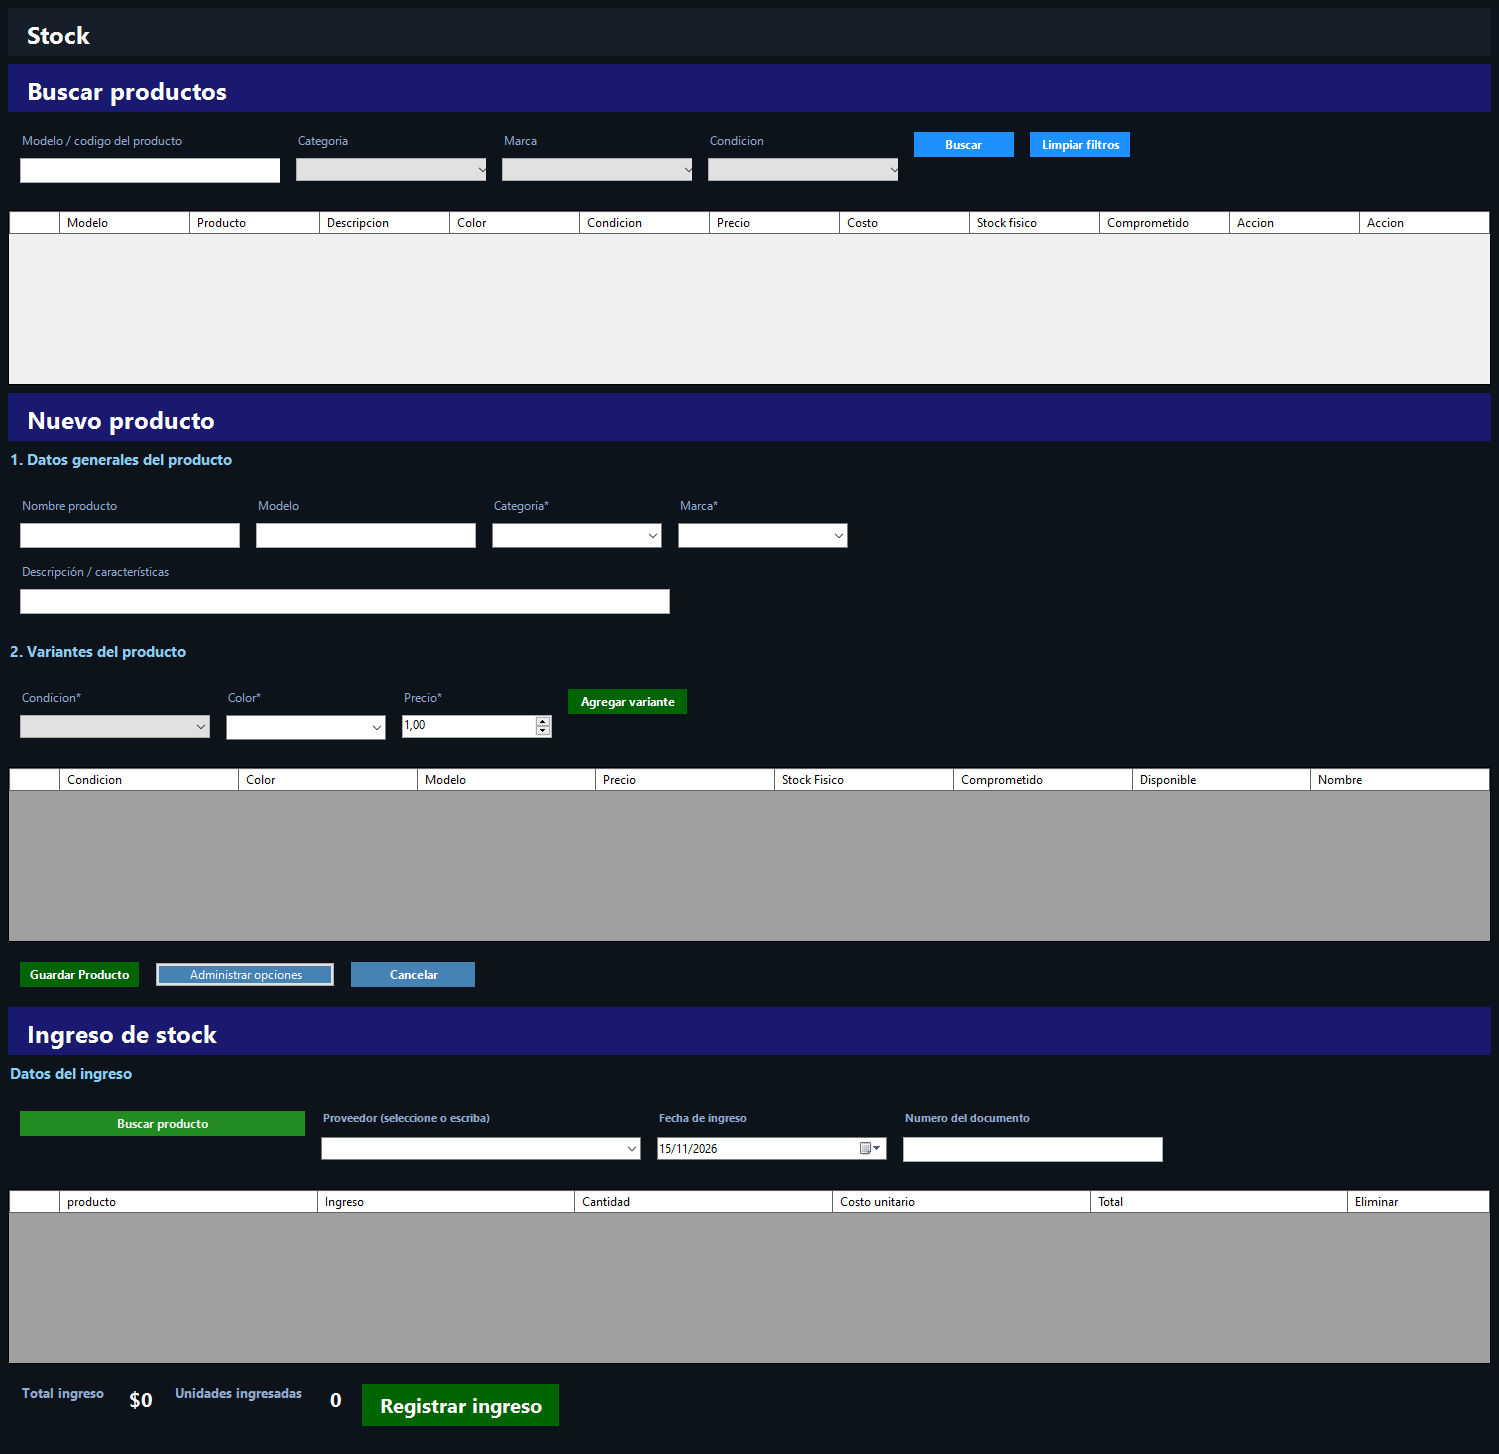 Stock
Buscar productos
Modelo / codigo del producto Categoria Marca Condicion Buscar Limpiar filtros
Modelo Producto Descripcion Color Condicion Precio Costo Stock fisico Comprometido Accion Accion
Nuevo producto
1. Datos generales del producto
Nombre producto Modelo Categoria* Marca*
Descripción / características
2. Variantes del producto
Condicion* Color* Precio* Agregar variante
1,00
Condicion Color Modelo Precio Stock Fisico Comprometido Disponible Nombre
Guardar Producto Administrar opciones Cancelar
Ingreso de stock
Datos del ingreso
Buscar producto Proveedor (seleccione o escriba) Fecha de ingreso Numero del documento
15/11/2026
producto Ingreso Cantidad Costo unitario Total Eliminar
Total ingreso $0 Unidades ingresadas 0 Registrar ingreso